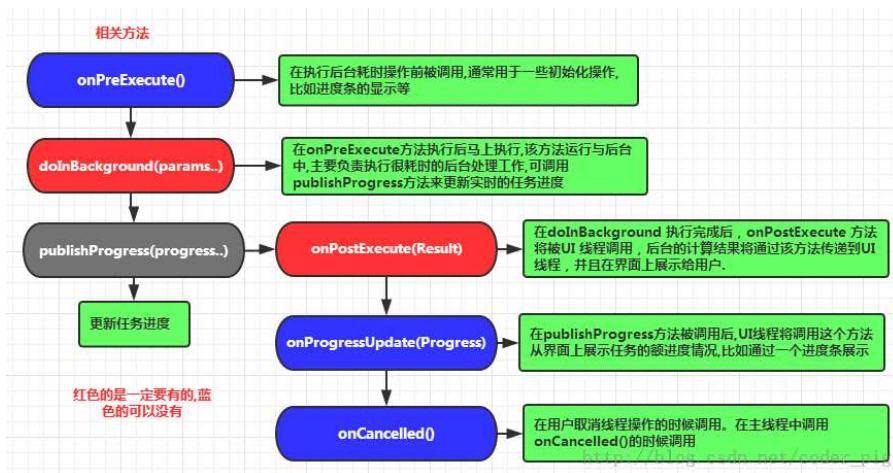 相关方法
onPreExecute()
在执行后台耗时操作前被调用,通常用于一些初始化操作,
比如进度条的显示等
doInBackground(params..)
在onPreExecute方法执行后马上执行,该方法运行与后台
中,主要负责执行很耗时的后台处理工作,可调用
publishProgress方法来更新实时的任务进度
publishProgress(progress..)
onPostExecute(Result)
在doInBackground 执行完成后，onPostExecute 方法
将被UI 线程调用，后台的计算结果将通过该方法传递到UI
线程，并且在界面上展示给用户.
更新任务进度
onProgressUpdate(Progress)
在publishProgress方法被调用后,UI线程将调用这个方法
从界面上展示任务的额进度情况,比如通过一个进度条展示
红色的是一定要有的,蓝
色的可以没有
onCancelled()
在用户取消线程操作的时候调用。在主线程中调用
onCancelled()的时候调用
http://blog.csdn.net/coder_pig